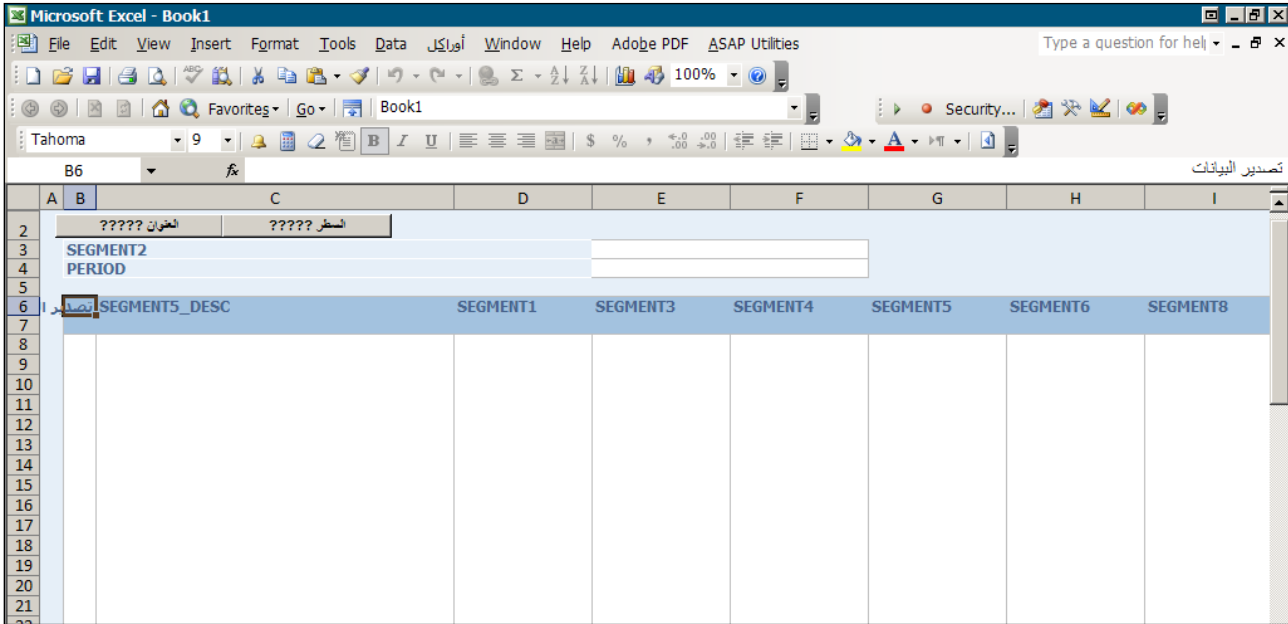 Microsoft Excel - Book1
File Edit View Insert Format Tools Data أوراكل Window Help Adobe PDF ASAP Utilities Type a question for hel
100%
Favorites Go Book1 Security...
Tahoma 9 B I U $ % ,
B6 fx تصدير البيانات
A B C D E F G H I
2 العنوان ????? السطر ?????
3 SEGMENT2
4 PERIOD
5
6 تصدير ا SEGMENT5_DESC SEGMENT1 SEGMENT3 SEGMENT4 SEGMENT5 SEGMENT6 SEGMENT8
7
8
9
10
11
12
13
14
15
16
17
18
19
20
21
22